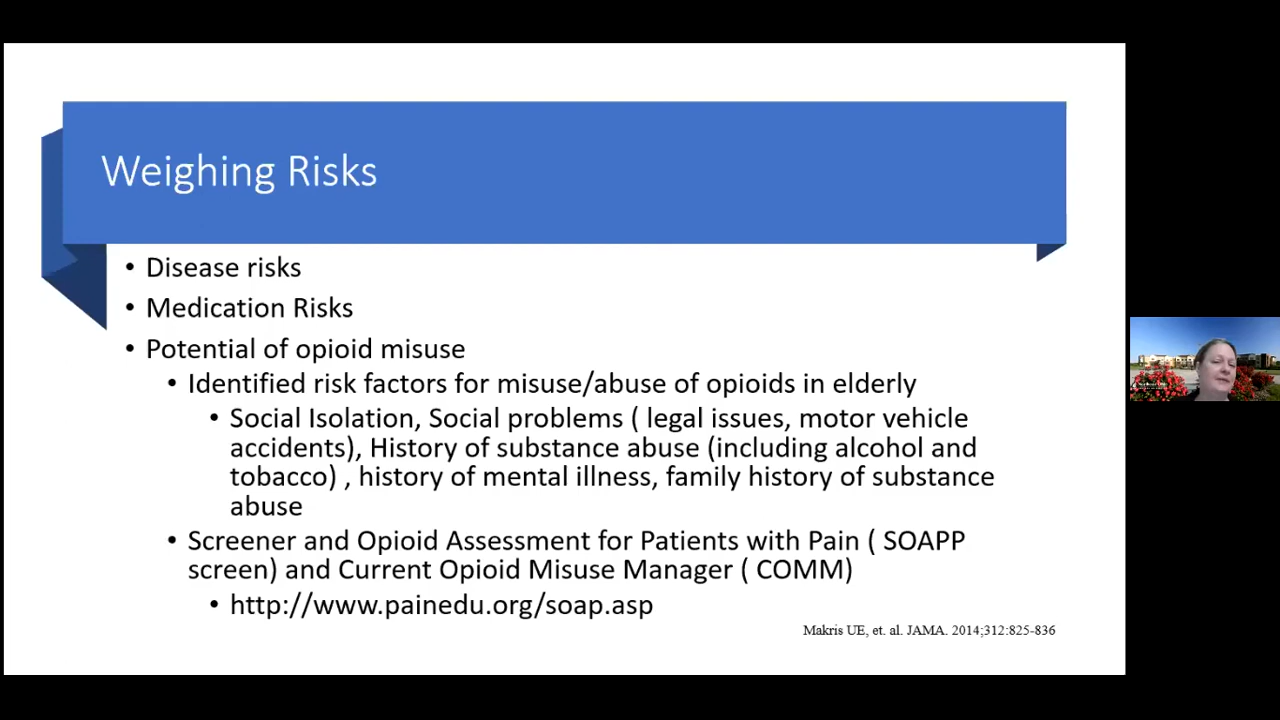 Weighing Risks
• Disease risks
• Medication Risks
• Potential of opioid misuse
• Identified risk factors for misuse/abuse of opioids in elderly
• Social Isolation, Social problems ( legal issues, motor vehicle
accidents), History of substance abuse (including alcohol and
tobacco) , history of mental illness, family history of substance
abuse
• Screener and Opioid Assessment for Patients with Pain ( SOAPP
screen) and Current Opioid Misuse Manager ( COMM)
• http://www.painedu.org/soap.asp
Makris UE, et. al. JAMA. 2014;312:825-836